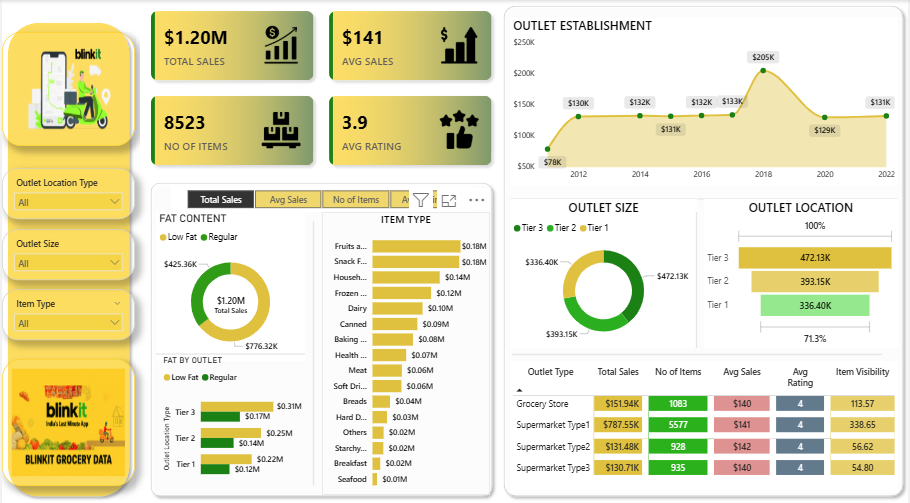 blinkit
Outlet Location Type
All
Outlet Size
All
Item Type
All
blinkit
India's Last Minute App
BLINKIT GROCERY DATA
$1.20M
TOTAL SALES
$141
AVG SALES
8523
NO OF ITEMS
3.9
AVG RATING
Total Sales
Avg Sales
No of Items
FAT CONTENT
Low Fat
Regular
$425.36K
$1.20M
Total Sales
$776.32K
FAT BY OUTLET
Low Fat
Regular
Outlet Location Type
Tier 3
$0.31M
$0.17M
Tier 2
$0.25M
$0.14M
Tier 1
$0.22M
$0.12M
ITEM TYPE
Fruits a...
$0.18M
Snack F...
$0.18M
Househ...
$0.14M
Frozen ...
$0.12M
Dairy
$0.10M
Canned
$0.09M
Baking ...
$0.08M
Health ...
$0.07M
Meat
$0.06M
Soft Dri...
$0.06M
Breads
$0.04M
Hard D...
$0.03M
Others
$0.02M
Starchy...
$0.02M
Breakfast
$0.02M
Seafood
$0.01M
OUTLET ESTABLISHMENT
$250K
$200K
$150K
$100K
$50K
$78K
$130K
$132K
$131K
$132K
$133K
$205K
$129K
$131K
2012
2014
2016
2018
2020
2022
OUTLET SIZE
Tier 3
Tier 2
Tier 1
$336.40K
$472.13K
$393.15K
OUTLET LOCATION
100%
Tier 3
472.13K
Tier 2
393.15K
Tier 1
336.40K
71.3%
Outlet Type Total Sales No of Items Avg Sales Avg Rating Item Visibility
Grocery Store $151.94K 1083 $140 4 113.57
Supermarket Type1 $787.55K 5577 $141 4 338.65
Supermarket Type2 $131.48K 928 $142 4 56.62
Supermarket Type3 $130.71K 935 $140 4 54.80